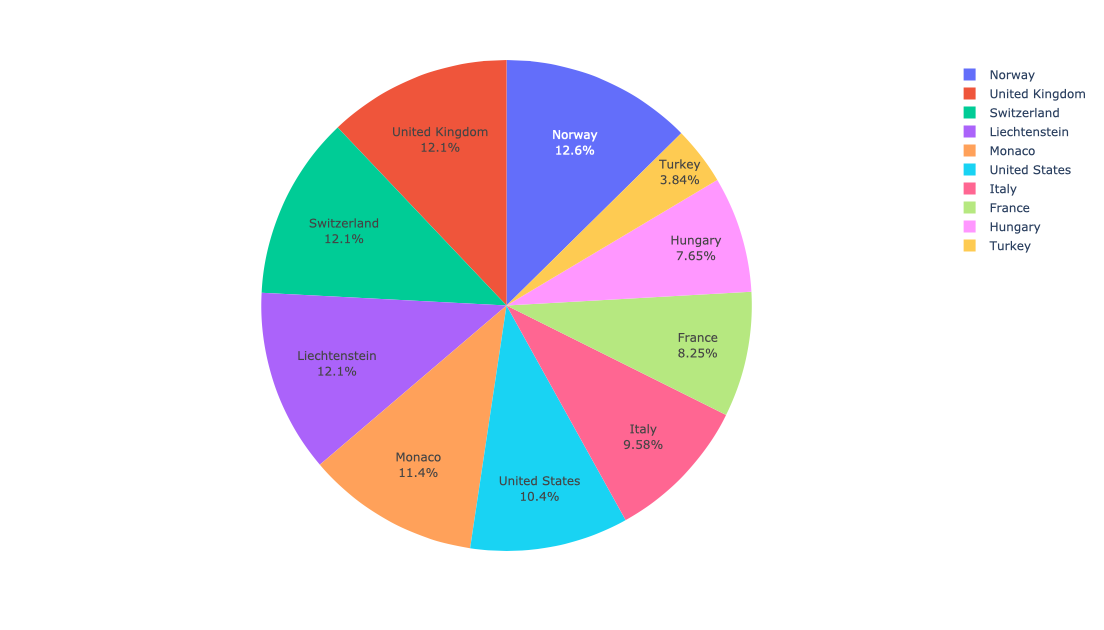 United Kingdom
12.1%
Norway
12.6%
Turkey
3.84%
Switzerland
12.1%
Hungary
7.65%
France
8.25%
Liechtenstein
12.1%
Italy
9.58%
Monaco
11.4%
United States
10.4%
Norway
United Kingdom
Switzerland
Liechtenstein
Monaco
United States
Italy
France
Hungary
Turkey